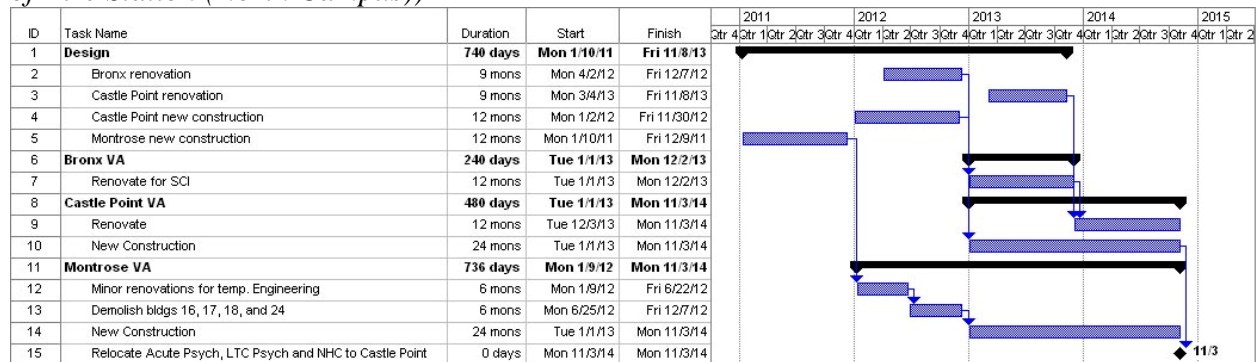 of the Station (North Campus))
2011 2012 2013 2014 2015
ID Task Name Duration Start Finish Qtr 4 Qtr 1 Qtr 2 Qtr 3 Qtr 4 Qtr 1 Qtr 2 Qtr 3 Qtr 4 Qtr 1 Qtr 2 Qtr 3 Qtr 4 Qtr 1 Qtr 2 Qtr 3 Qtr 4 Qtr 1 Qtr 2
1 Design 740 days Mon 1/10/11 Fri 11/8/13
2 Bronx renovation 9 mons Mon 4/2/12 Fri 12/7/12
3 Castle Point renovation 9 mons Mon 3/4/13 Fri 11/8/13
4 Castle Point new construction 12 mons Mon 1/2/12 Fri 11/30/12
5 Montrose new construction 12 mons Mon 1/10/11 Fri 12/9/11
6 Bronx VA 240 days Tue 1/1/13 Mon 12/2/13
7 Renovate for SCI 12 mons Tue 1/1/13 Mon 12/2/13
8 Castle Point VA 480 days Tue 1/1/13 Mon 11/3/14
9 Renovate 12 mons Tue 12/3/13 Mon 11/3/14
10 New Construction 24 mons Tue 1/1/13 Mon 11/3/14
11 Montrose VA 736 days Mon 1/9/12 Mon 11/3/14
12 Minor renovations for temp. Engineering 6 mons Mon 1/9/12 Fri 6/22/12
13 Demolish bldgs 16, 17, 18, and 24 6 mons Mon 6/25/12 Fri 12/7/12
14 New Construction 24 mons Tue 1/1/13 Mon 11/3/14
15 Relocate Acute Psych, LTC Psych and NHC to Castle Point 0 days Mon 11/3/14 Mon 11/3/14 11/3